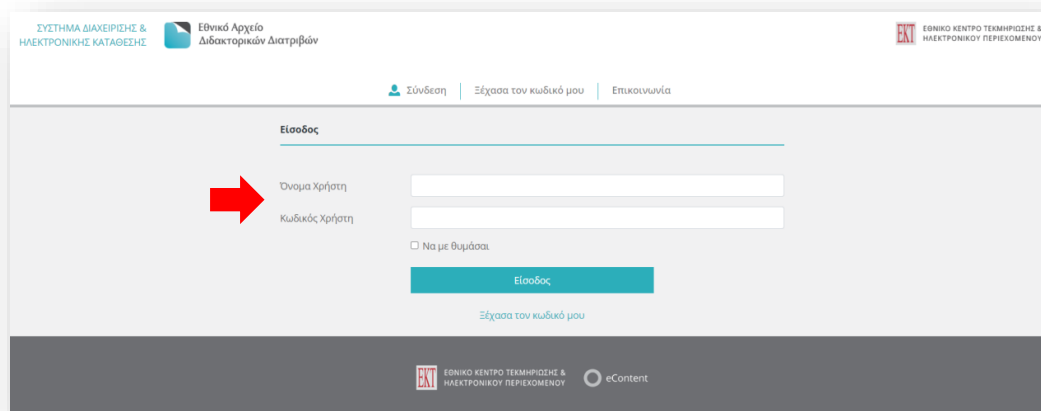 ΣΥΣΤΗΜΑ ΔΙΑΧΕΙΡΙΣΗΣ &
ΗΛΕΚΤΡΟΝΙΚΗΣ ΚΑΤΑΘΕΣΗΣ
Εθνικό Αρχείο
Διδακτορικών Διατριβών
ΕΚΤ
ΕΘΝΙΚΟ ΚΕΝΤΡΟ ΤΕΚΜΗΡΙΩΣΗΣ &
ΗΛΕΚΤΡΟΝΙΚΟΥ ΠΕΡΙΕΧΟΜΕΝΟΥ
Σύνδεση Ξέχασα τον κωδικό μου Επικοινωνία
Είσοδος
Όνομα Χρήστη
Κωδικός Χρήστη
Να με θυμάσαι
Είσοδος
Ξέχασα τον κωδικό μου
ΕΚΤ
ΕΘΝΙΚΟ ΚΕΝΤΡΟ ΤΕΚΜΗΡΙΩΣΗΣ &
ΗΛΕΚΤΡΟΝΙΚΟΥ ΠΕΡΙΕΧΟΜΕΝΟΥ
eContent